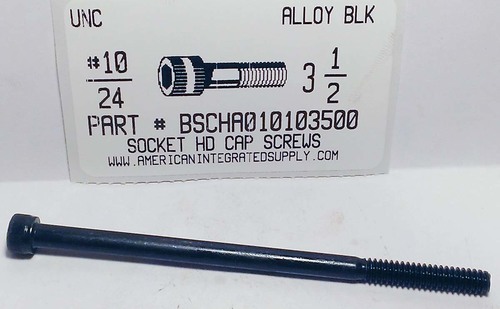 UNC ALLOY BLK
#10
24
3 1/2
PART # BSCHA010103500
SOCKET HD CAP SCREWS
WWW.AMERICANINTEGRATEDSUPPLY.COM/